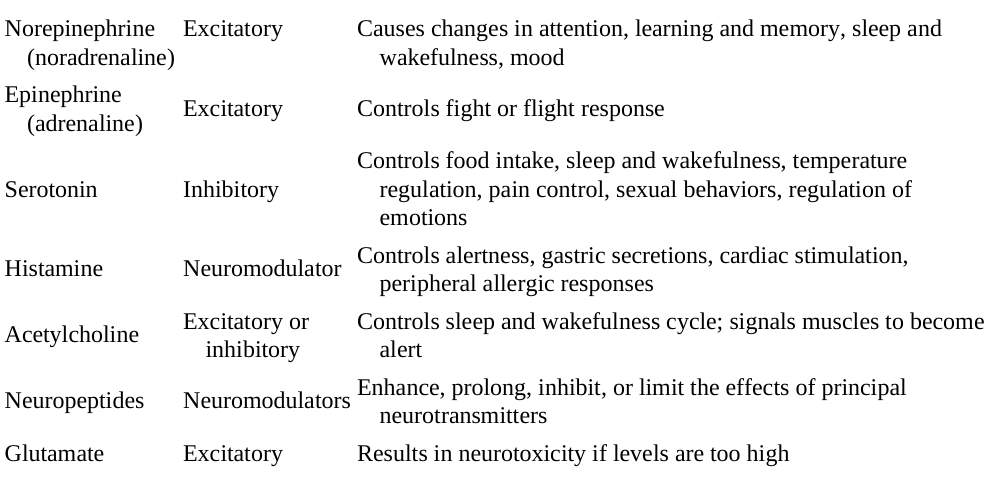 Norepinephrine Excitatory Causes changes in attention, learning and memory, sleep and
(noradrenaline) wakefulness, mood
Epinephrine
(adrenaline) Excitatory Controls fight or flight response
Serotonin Inhibitory Controls food intake, sleep and wakefulness, temperature
regulation, pain control, sexual behaviors, regulation of
emotions
Histamine Neuromodulator Controls alertness, gastric secretions, cardiac stimulation,
peripheral allergic responses
Acetylcholine Excitatory or
inhibitory Controls sleep and wakefulness cycle; signals muscles to become
alert
Neuropeptides Neuromodulators Enhance, prolong, inhibit, or limit the effects of principal
neurotransmitters
Glutamate Excitatory Results in neurotoxicity if levels are too high